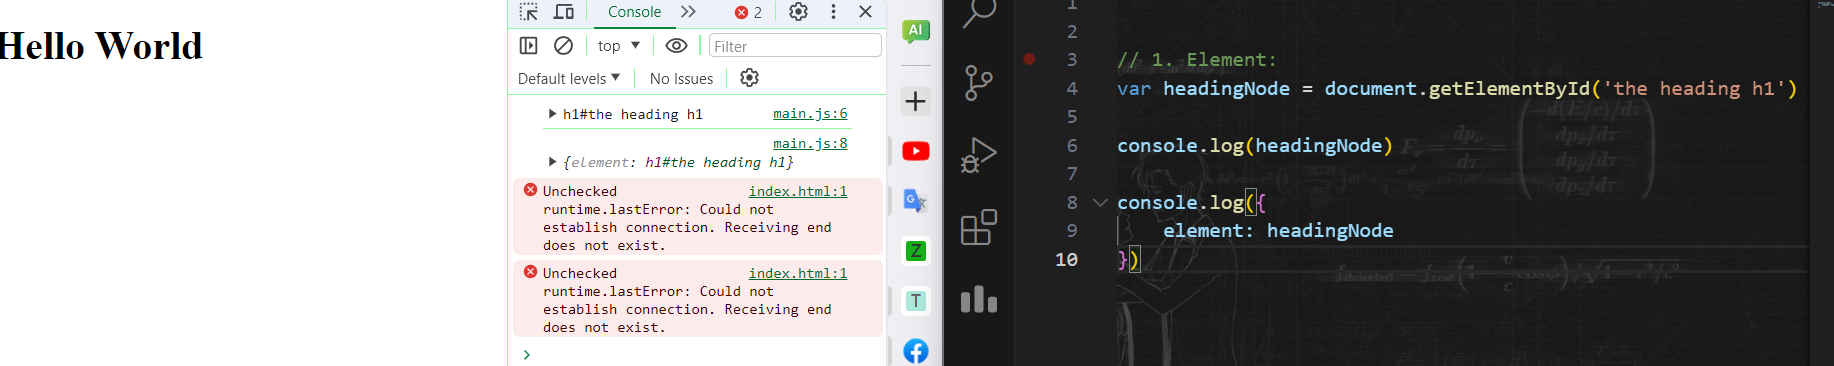 Hello World
Console
2
top
Filter
Default levels
No Issues
h1#the heading h1
main.js:6
main.js:8
{element: h1#the heading h1}
Unchecked
index.html:1
runtime.lastError: Could not
establish connection. Receiving end
does not exist.
Unchecked
index.html:1
runtime.lastError: Could not
establish connection. Receiving end
does not exist.
AI
Z
T
1
2
3 // 1. Element:
4 var headingNode = document.getElementById('the heading h1')
5
6 console.log(headingNode)
7
8 console.log({
9 element: headingNode
10 })